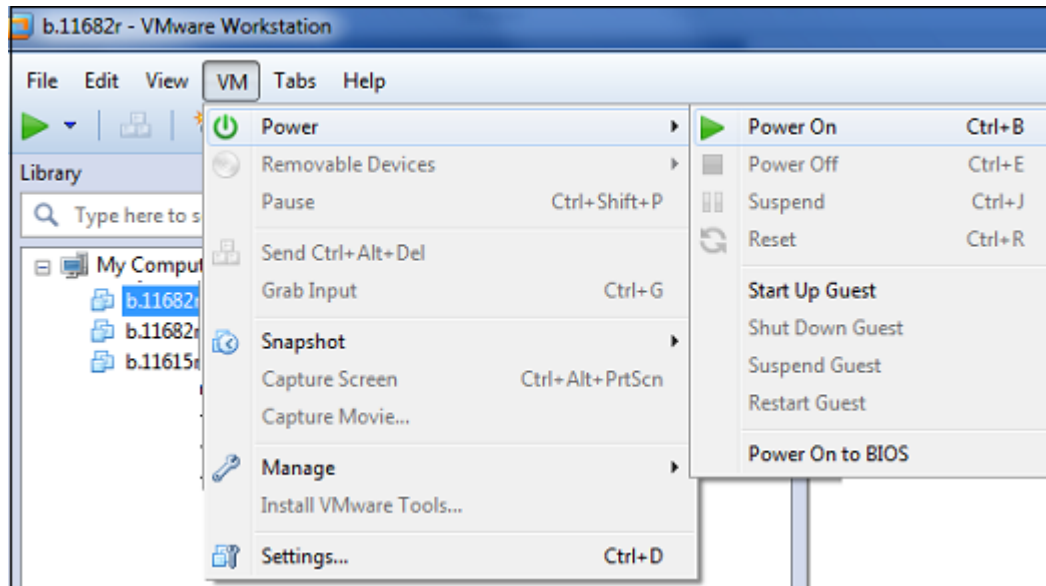 b.11682r - VMware Workstation
File Edit View VM Tabs Help
Library
Type here to s
My Comput
b.11682r
b.11682r
b.11615r
Power
Removable Devices
Pause Ctrl+Shift+P
Send Ctrl+Alt+Del
Grab Input Ctrl+G
Snapshot
Capture Screen Ctrl+Alt+PrtScn
Capture Movie...
Manage
Install VMware Tools...
Settings... Ctrl+D
Power On Ctrl+B
Power Off Ctrl+E
Suspend Ctrl+J
Reset Ctrl+R
Start Up Guest
Shut Down Guest
Suspend Guest
Restart Guest
Power On to BIOS